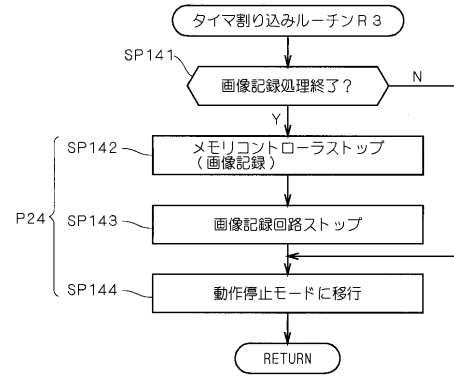 タイマ割り込みルーチンR3
SP141
画像記録処理終了?
N
Y
SP142
メモリコントローラストップ
(画像記録)
P24
SP143
画像記録回路ストップ
SP144
動作停止モードに移行
RETURN